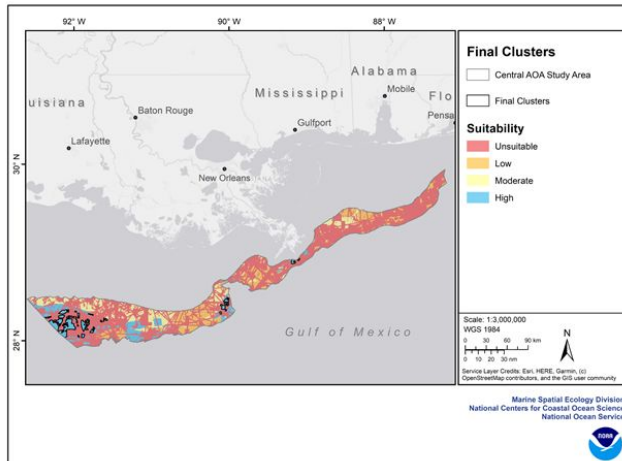 92°W
90°W
88°W
30°N
28°N
Alabama
Mississippi
Flo
uisiana
Mobile
Pensa
Baton Rouge
Gulfport
Lafayette
New Orleans
Gulf of Mexico
Final Clusters
Central AOA Study Area
Final Clusters
Suitability
Unsuitable
Low
Moderate
High
Scale: 1:3,000,000
WGS 1984
0 30 60 90 km
0 10 20 30 nm
N
Service Layer Credits: Esri, HERE, Garmin, (c)
OpenStreetMap contributors, and the GIS user community
Marine Spatial Ecology Division
National Centers for Coastal Ocean Science
National Ocean Service
NOAA